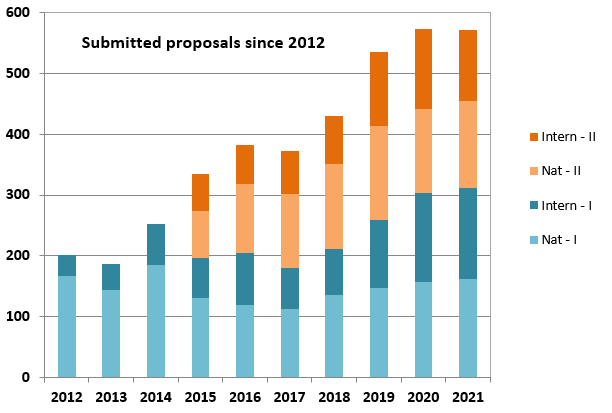 Submitted proposals since 2012
600
500
400
300
200
100
0
2012 2013 2014 2015 2016 2017 2018 2019 2020 2021
Intern - II
Nat - II
Intern - I
Nat - I